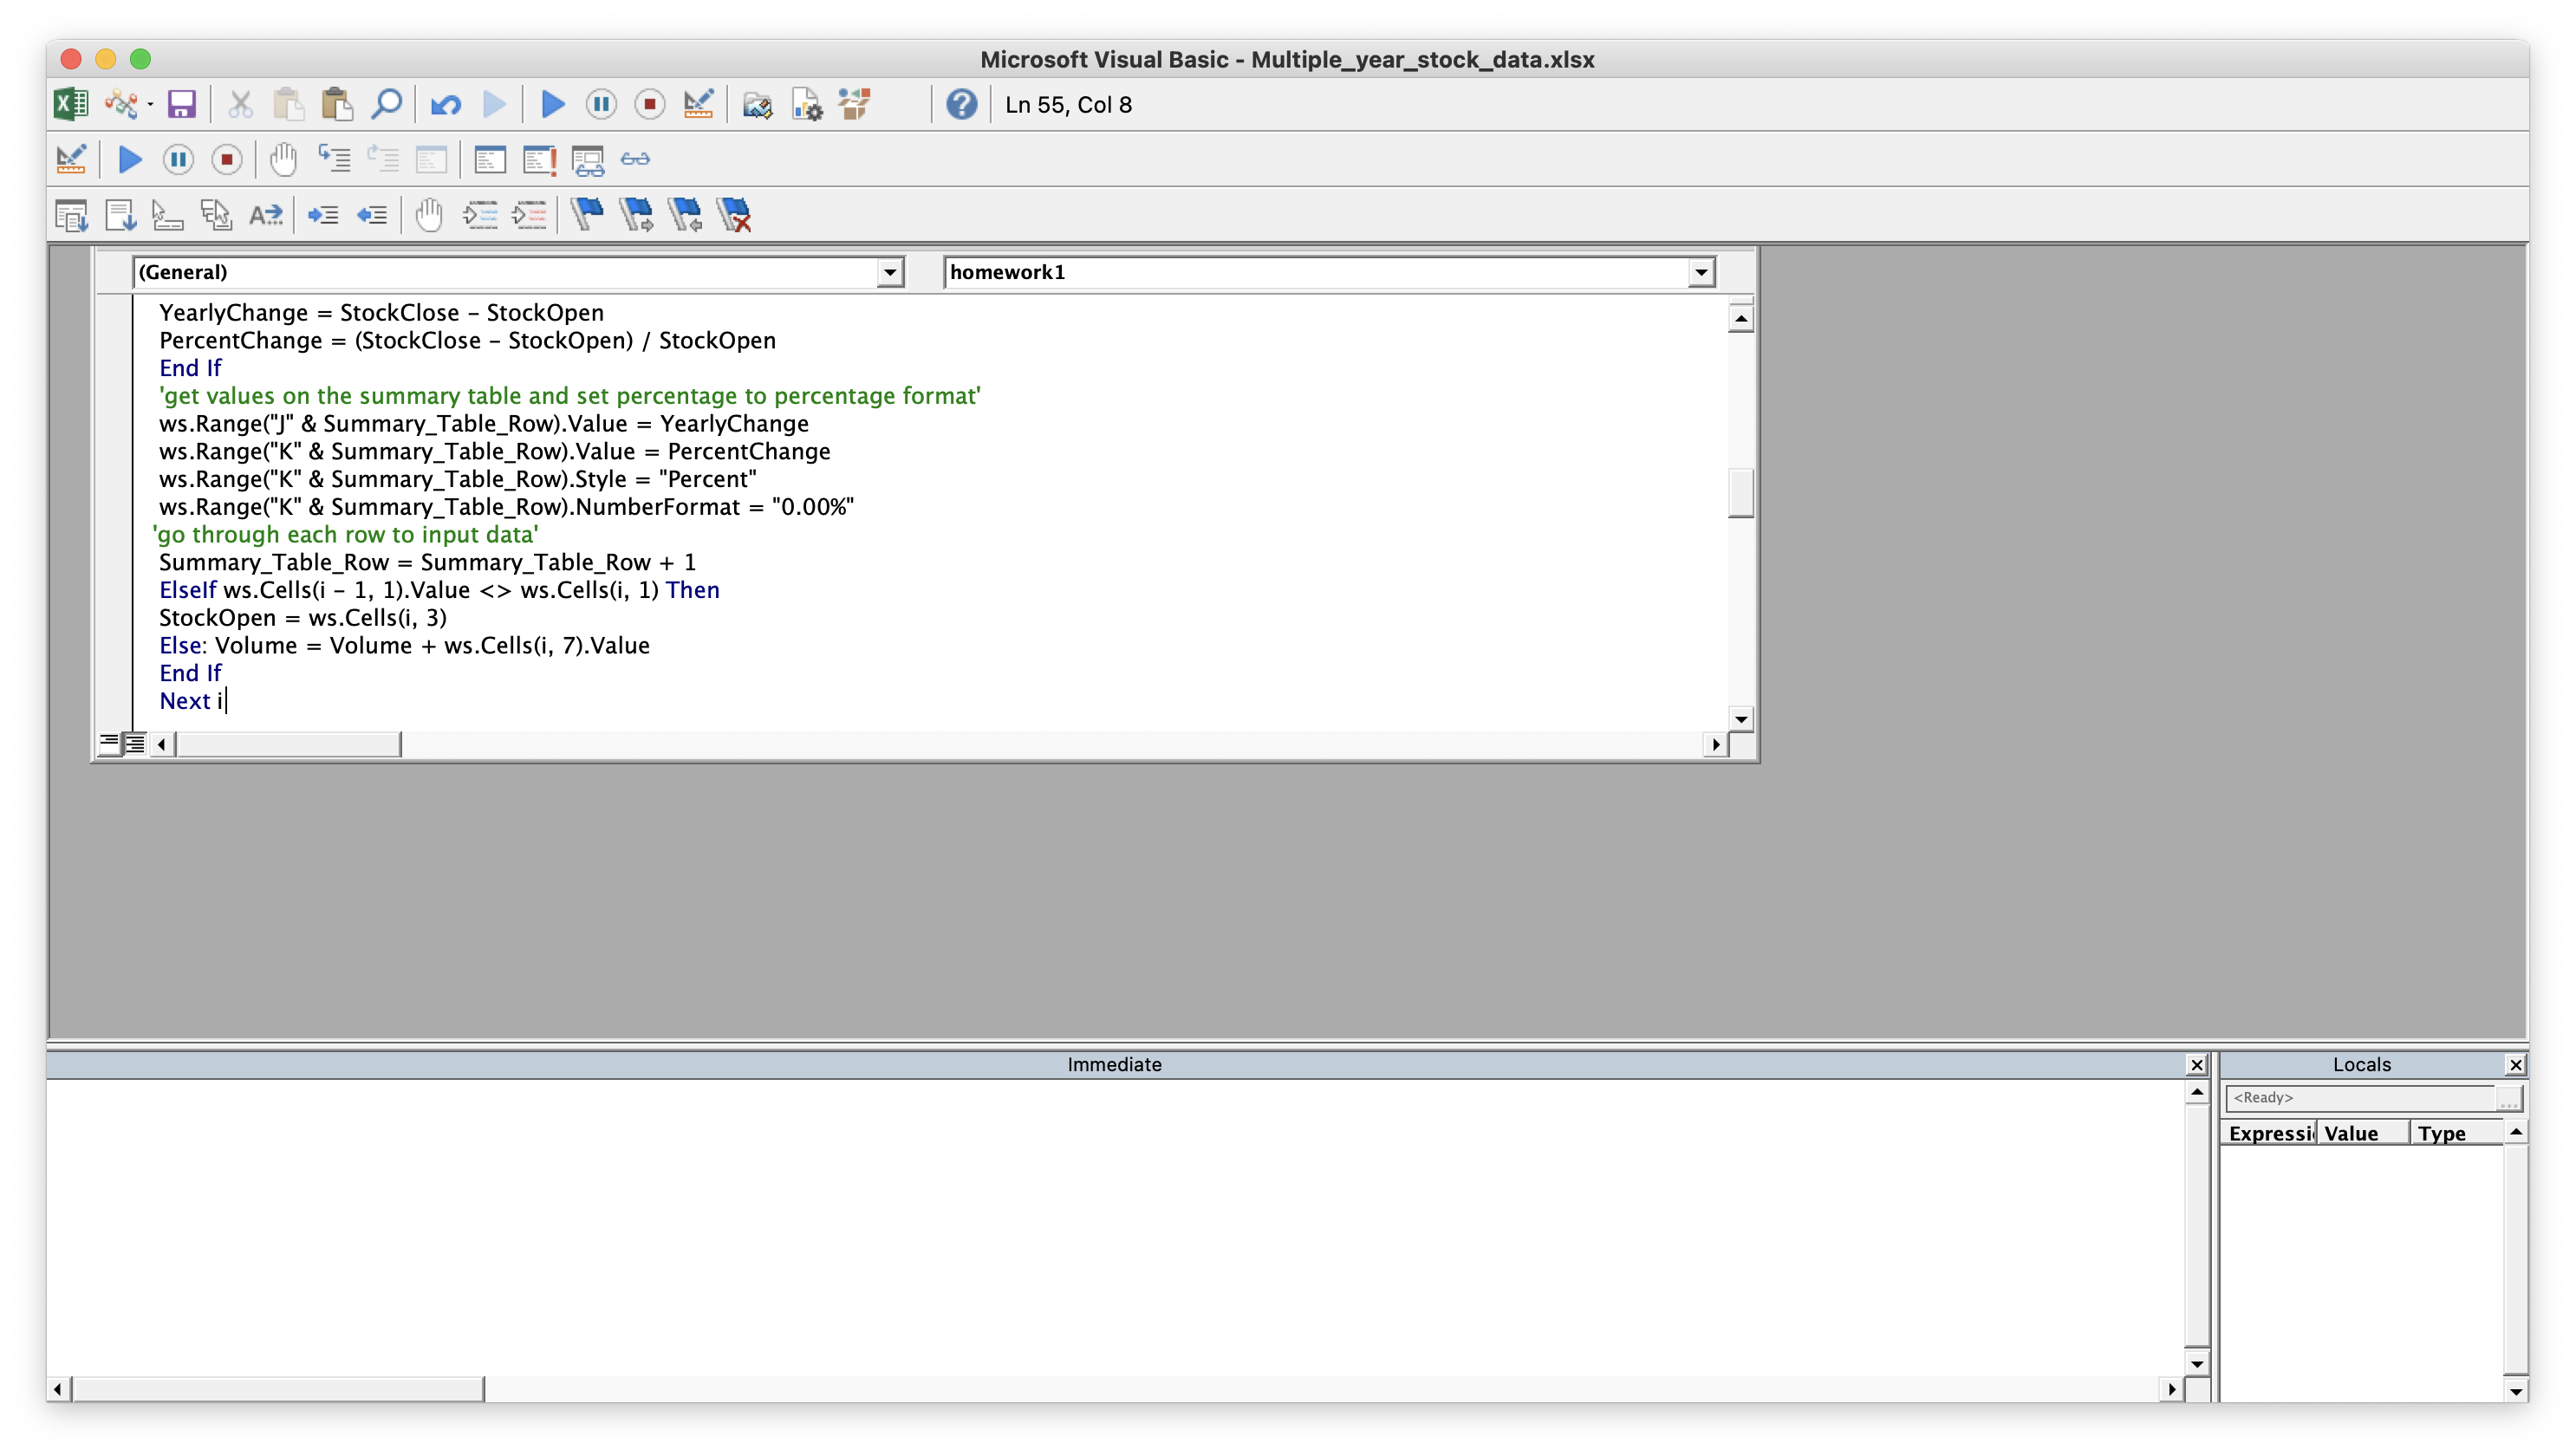 Microsoft Visual Basic - Multiple_year_stock_data.xlsx
Ln 55, Col 8
(General)
homework1
YearlyChange = StockClose - StockOpen
PercentChange = (StockClose - StockOpen) / StockOpen
End If
'get values on the summary table and set percentage to percentage format'
ws.Range("J" & Summary_Table_Row).Value = YearlyChange
ws.Range("K" & Summary_Table_Row).Value = PercentChange
ws.Range("K" & Summary_Table_Row).Style = "Percent"
ws.Range("K" & Summary_Table_Row).NumberFormat = "0.00%"
'go through each row to input data'
Summary_Table_Row = Summary_Table_Row + 1
ElseIf ws.Cells(i - 1, 1).Value <> ws.Cells(i, 1) Then
StockOpen = ws.Cells(i, 3)
Else: Volume = Volume + ws.Cells(i, 7).Value
End If
Next i
Immediate
Locals
<Ready>
...
Expressi Value Type